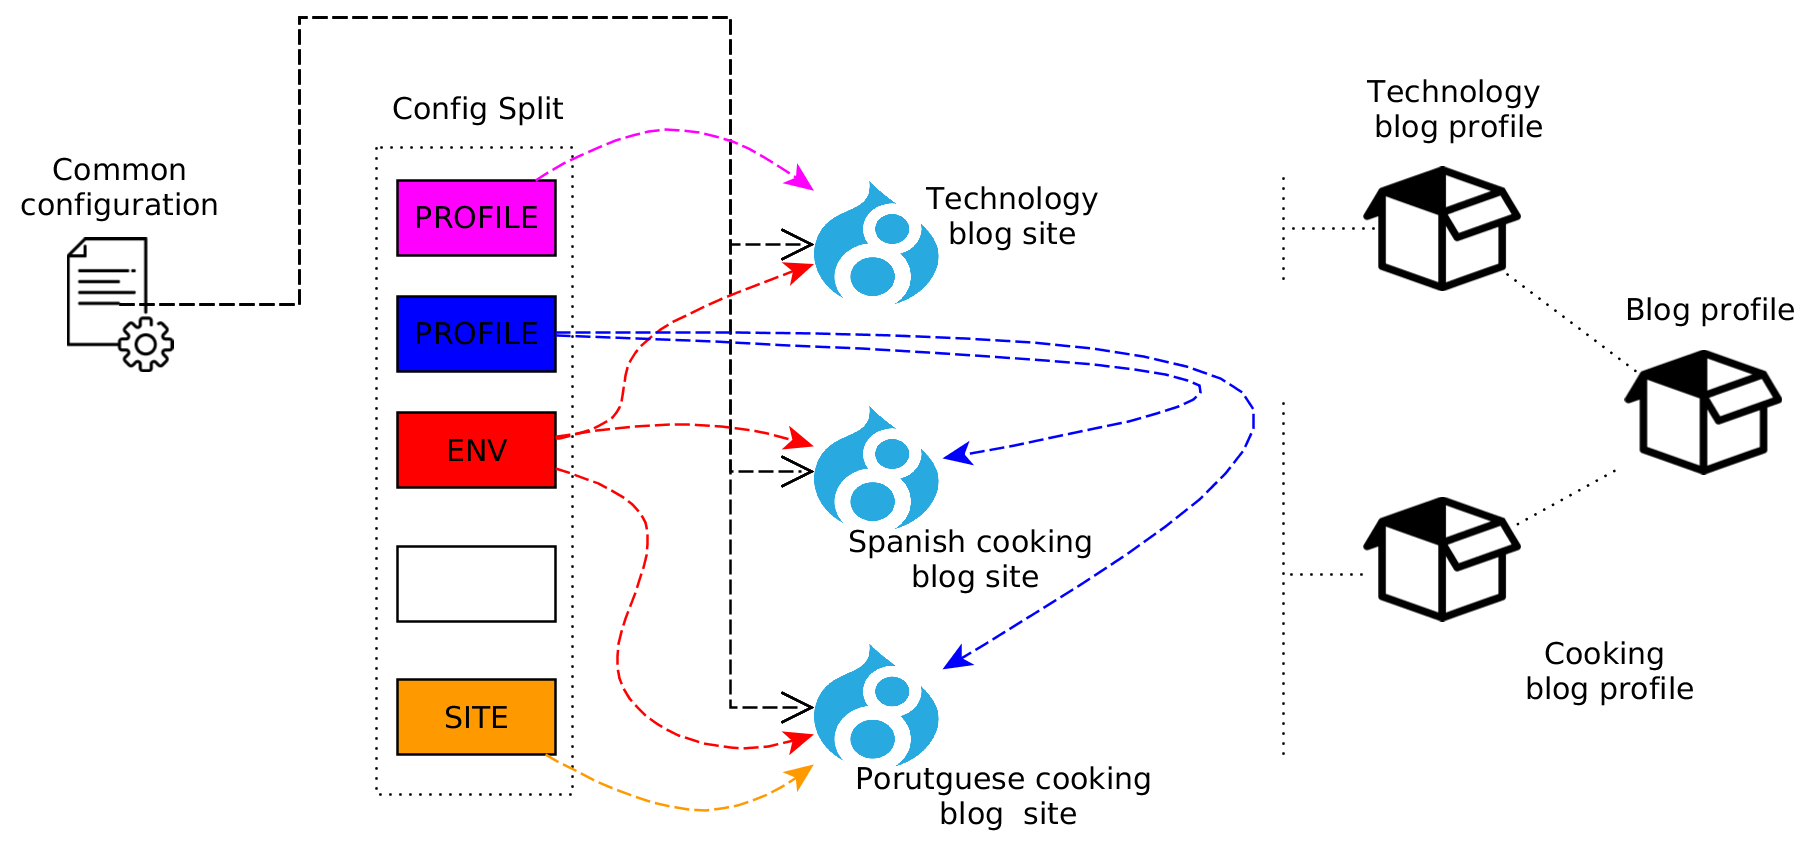 Common
configuration
Config Split
PROFILE
PROFILE
ENV
SITE
Technology
blog site
Spanish cooking
blog site
Porutguese cooking
blog  site
Technology
blog profile
Blog profile
Cooking
blog profile